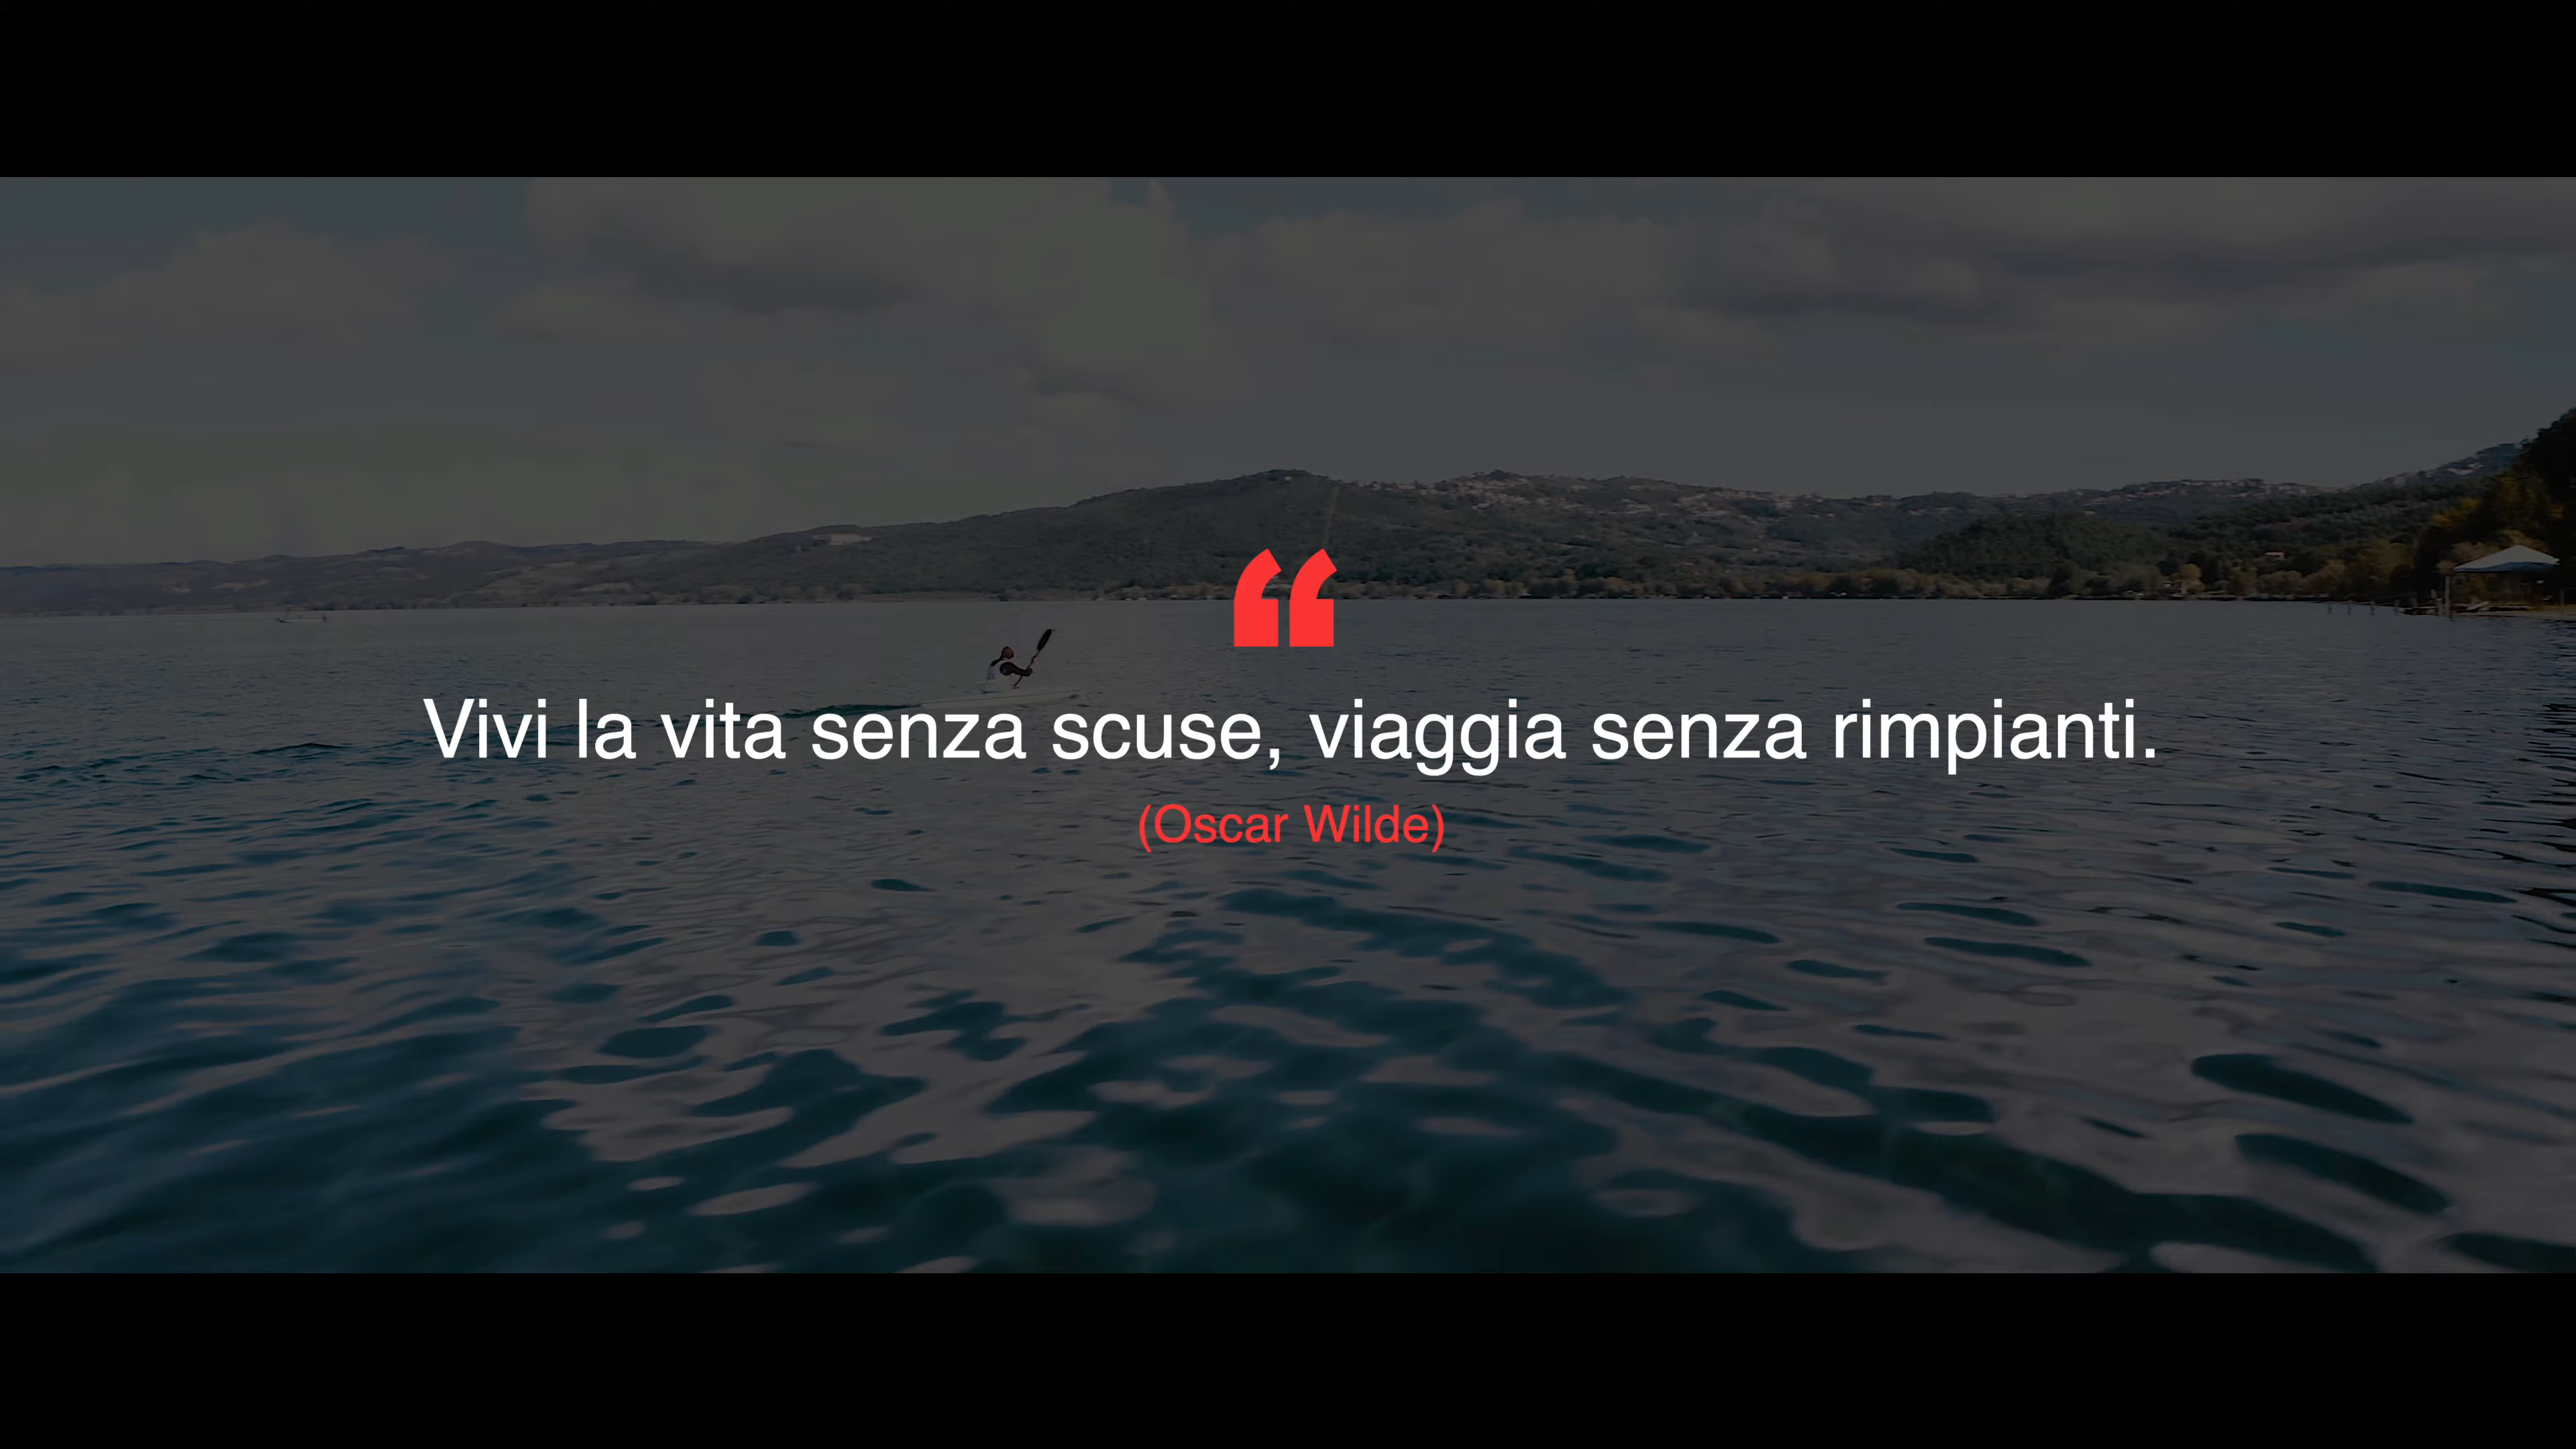 “
Vivi la vita senza scuse, viaggia senza rimpianti.
(Oscar Wilde)